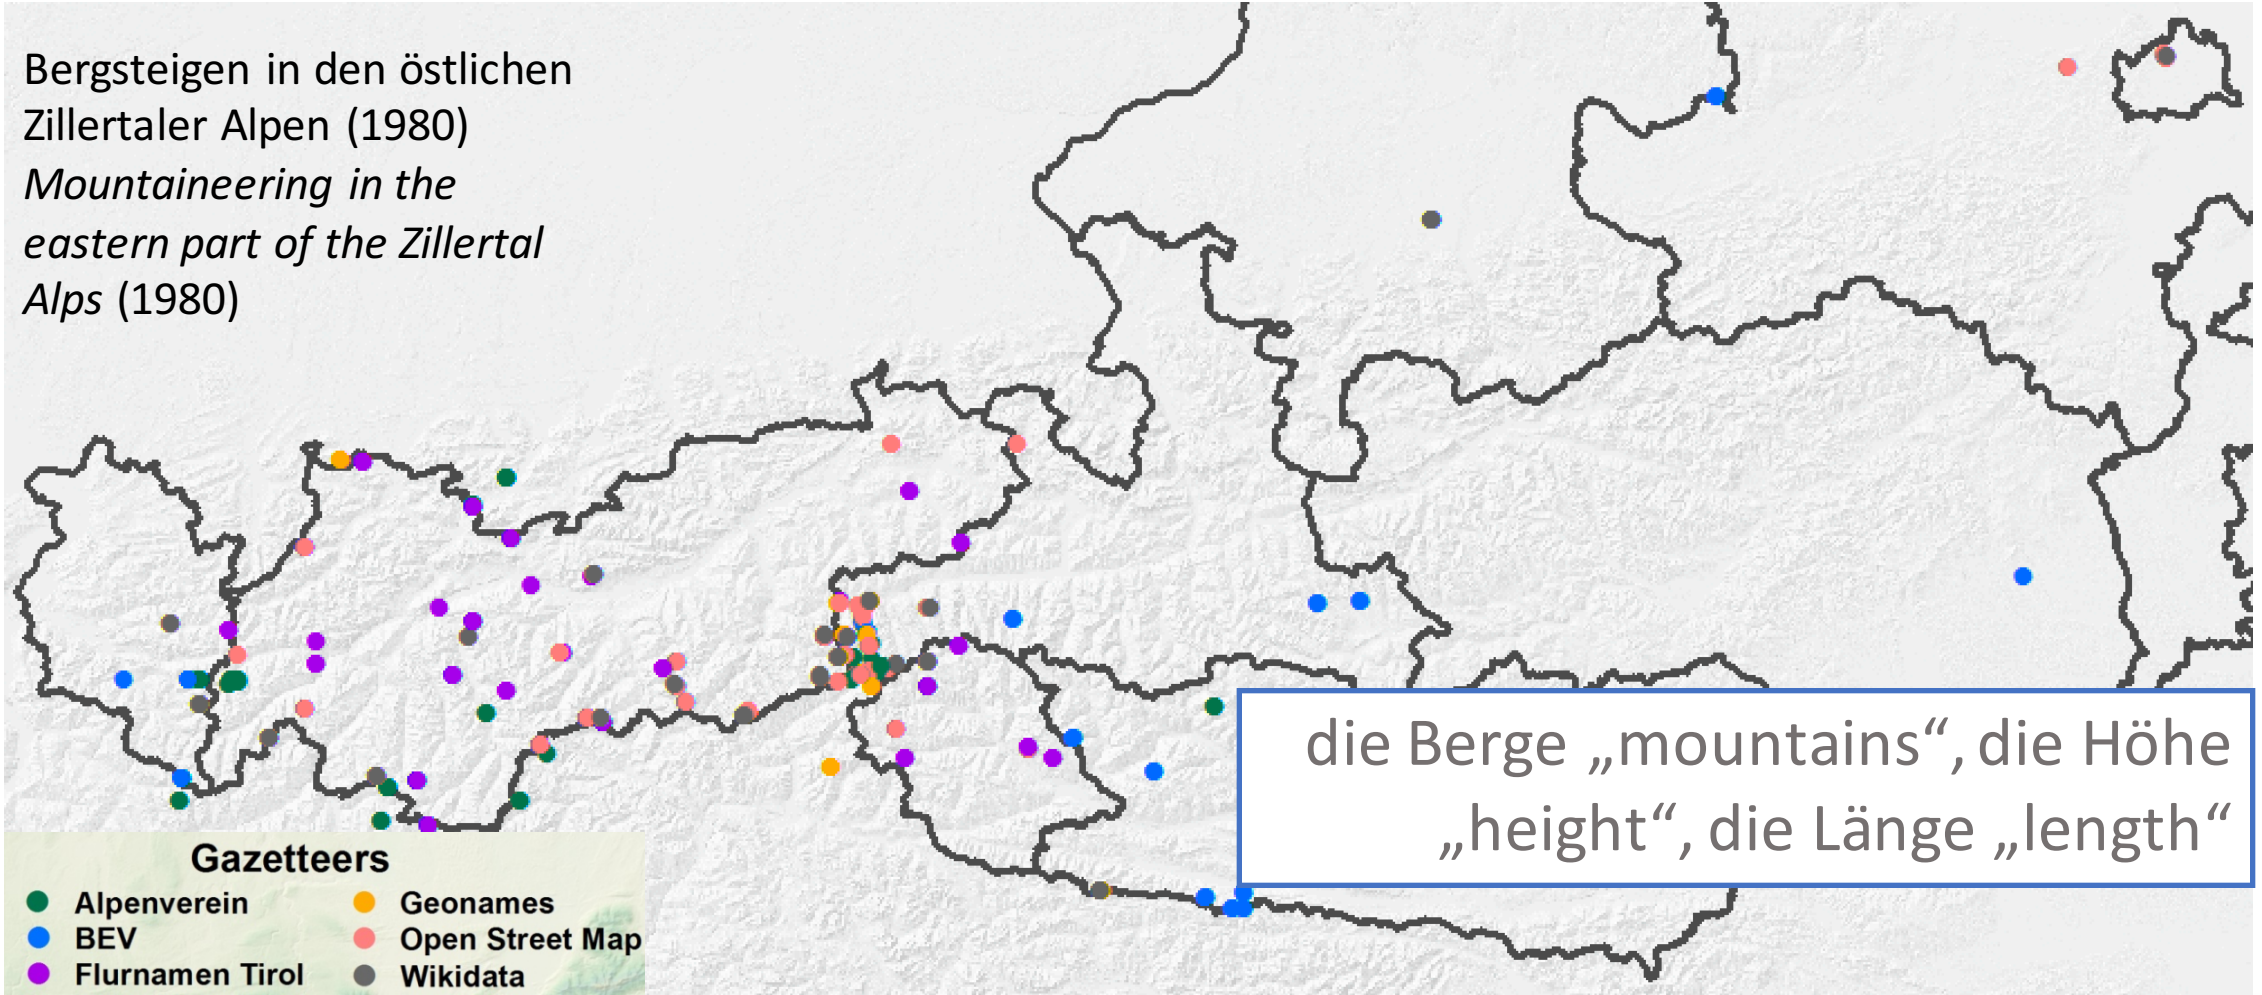 Bergsteigen in den östlichen
Zillertaler Alpen (1980)
Mountaineering in the
eastern part of the Zillertal
Alps (1980)
die Berge „mountains“, die Höhe
„height“, die Länge „length“
Gazetteers
Alpenverein
BEV
Flurnamen Tirol
Geonames
Open Street Map
Wikidata